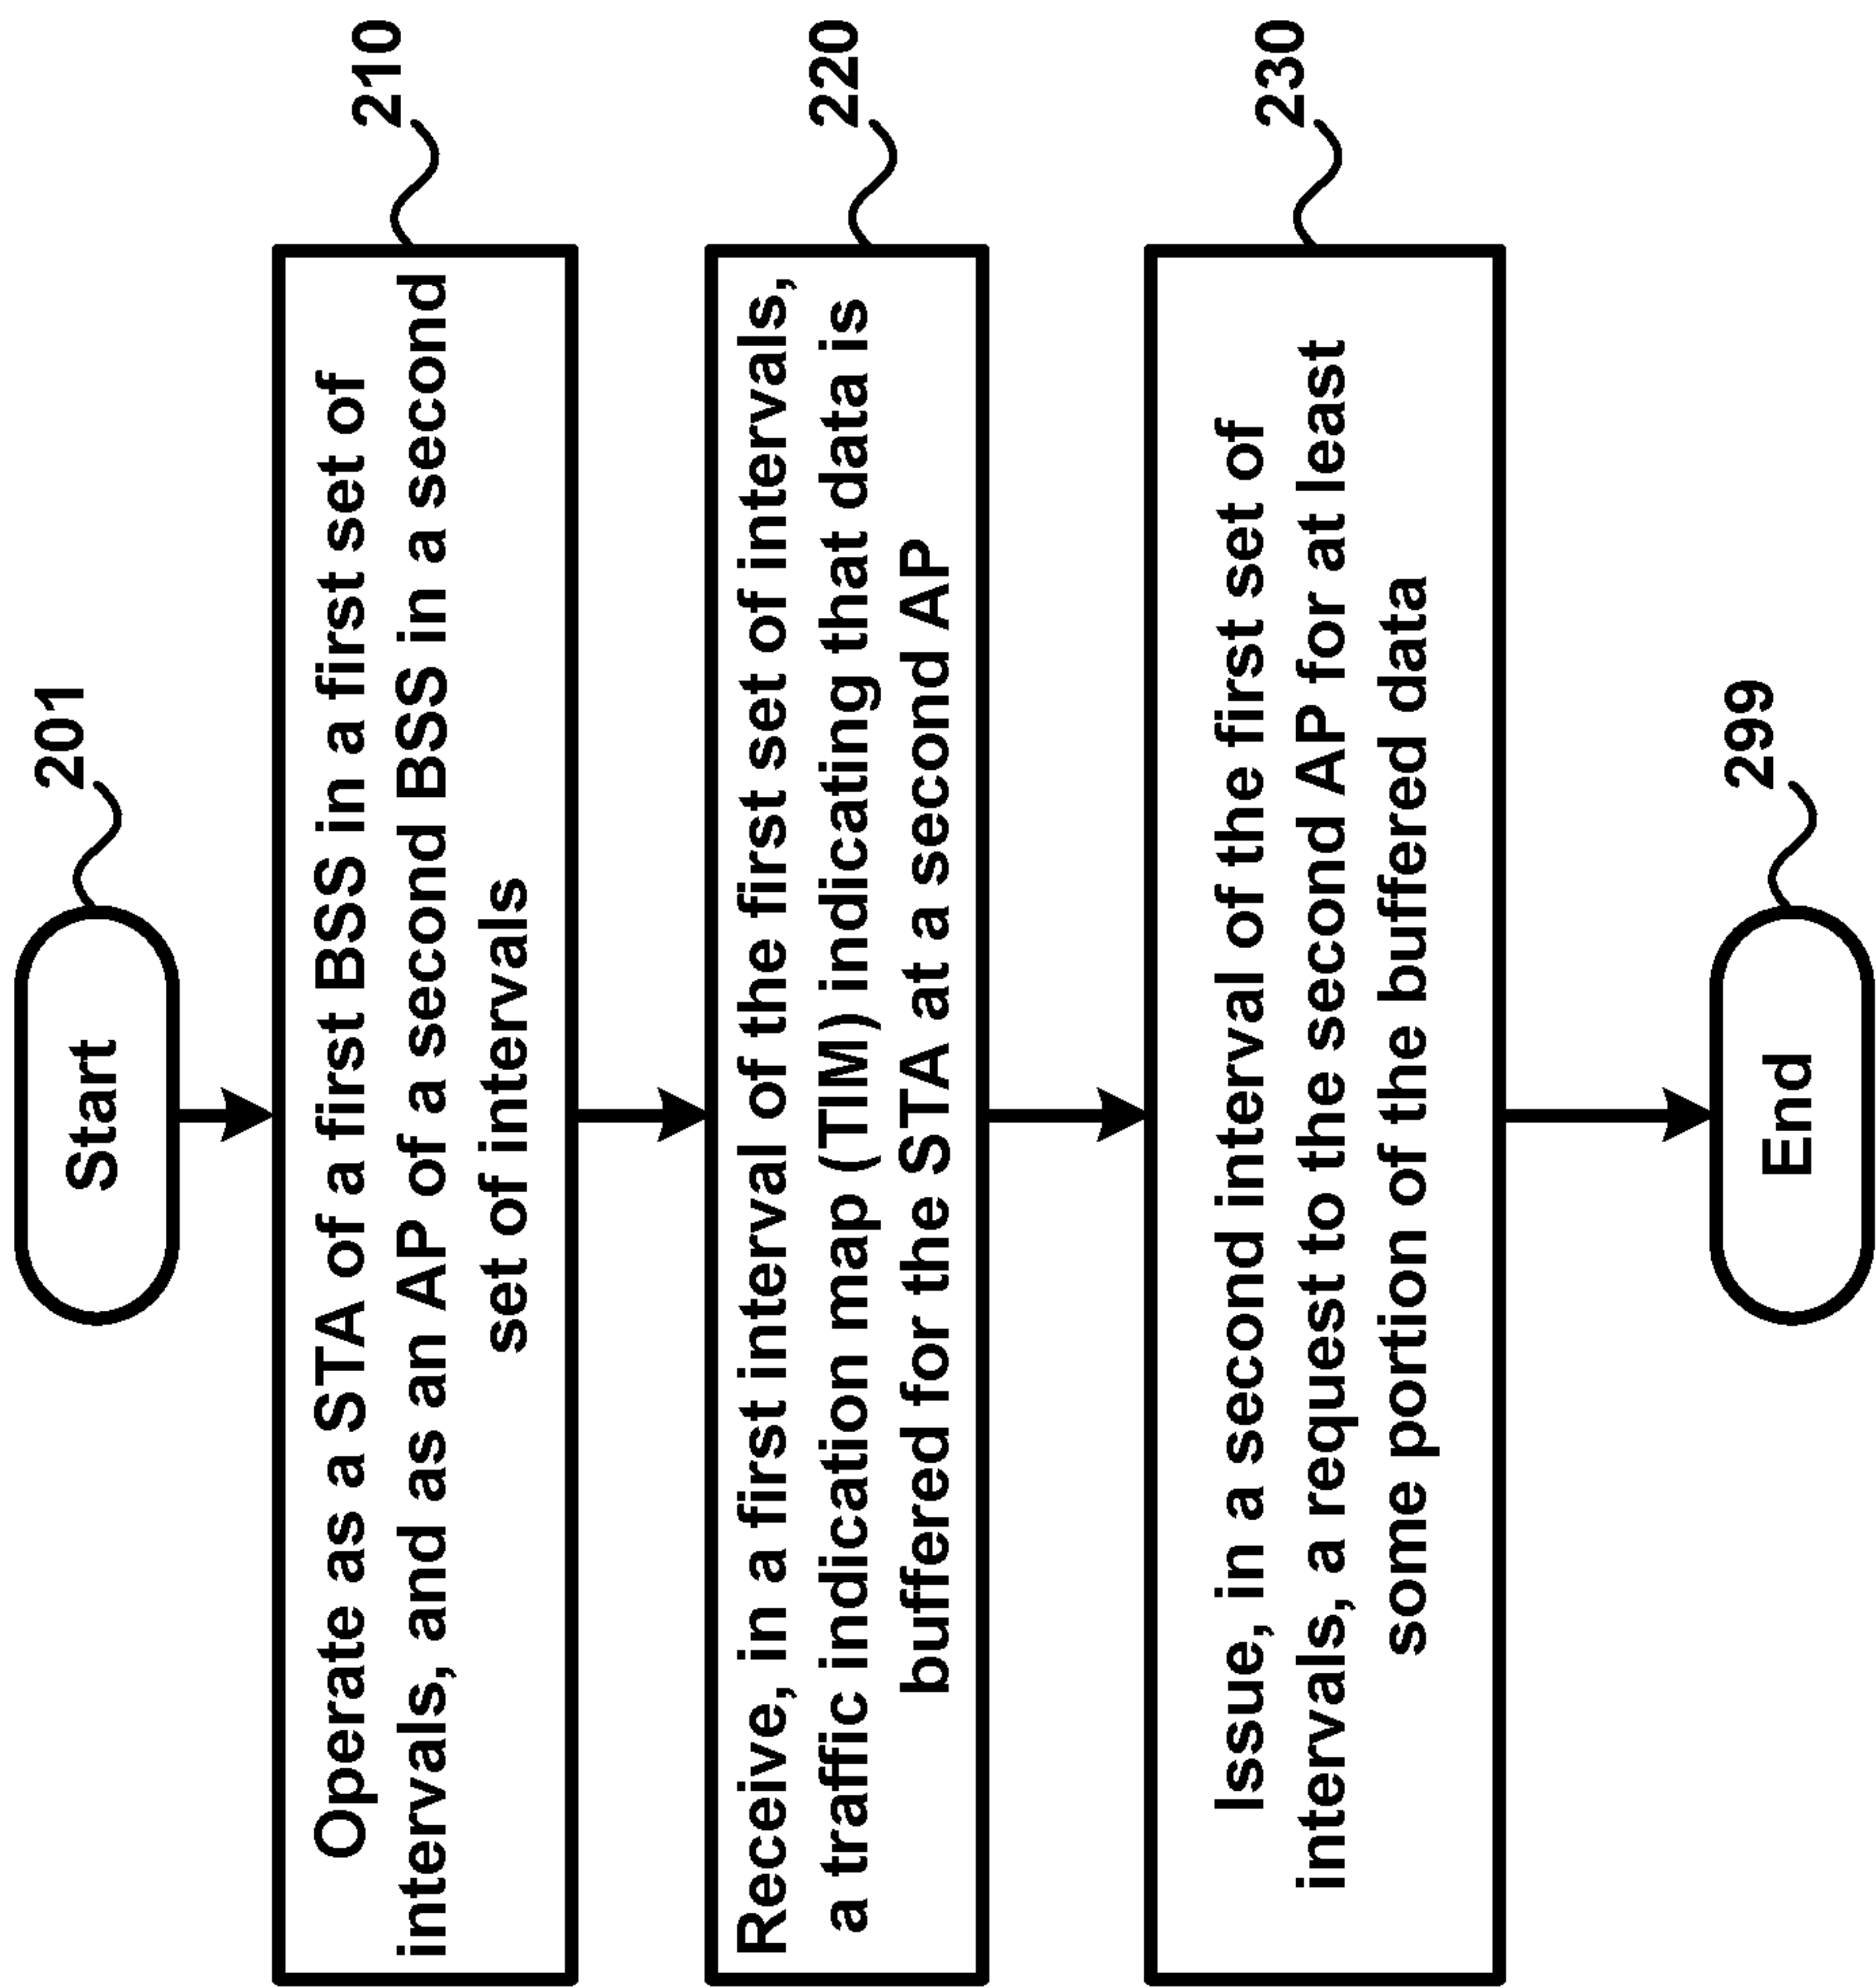 Start
201
Operate as a STA of a first BSS in a first set of
intervals, and as an AP of a second BSS in a second
set of intervals
210
Receive, in a first interval of the first set of intervals,
a traffic indication map (TIM) indicating that data is
buffered for the STA at a second AP
220
Issue, in a second interval of the first set of
intervals, a request to the second AP for at least
some portion of the buffered data
230
End
299